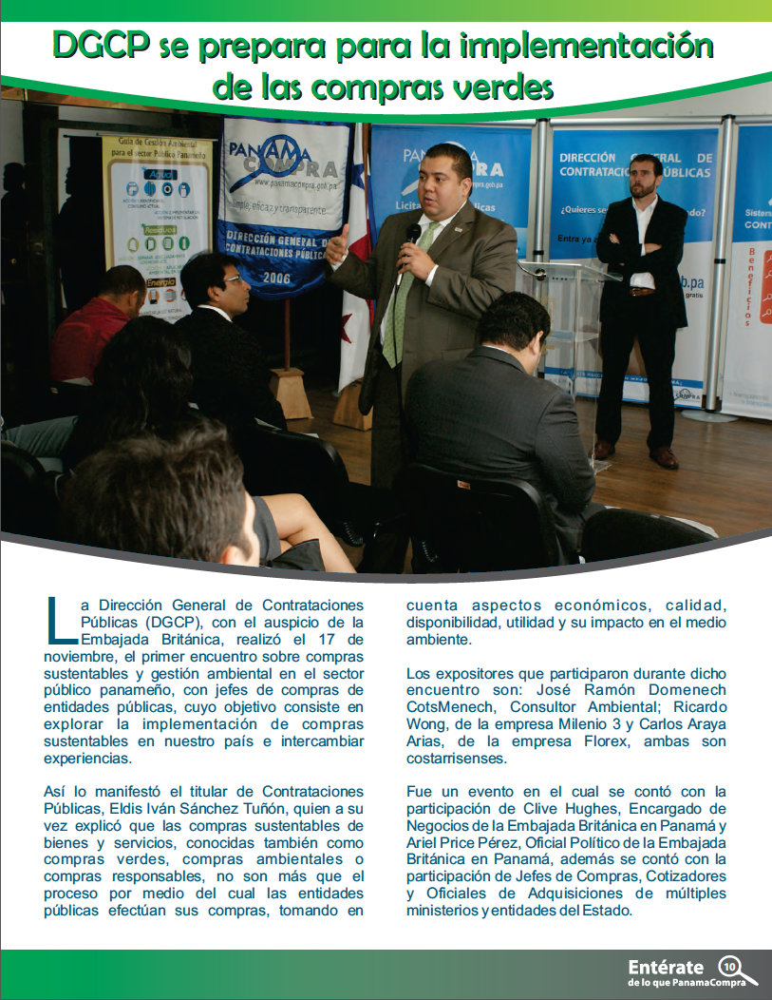 DGCP se prepara para la implementación
de las compras verdes
Guía de Gestión Ambiental
para el sector Público Panameño
Agua
Residuos
Energía
PANAMA
COMPRA
www.panamacompra.gob.pa
simple, eficaz y transparente
DIRECCIÓN GENERAL DE
CONTRATACIONES PÚBLICAS
2006
PANAMA
COMPRA
DIRECCIÓN GENERAL DE
CONTRATACIONES PÚBLICAS
Entra ya
gratis
Beneficios
La Dirección General de Contrataciones
Públicas (DGCP), con el auspicio de la
Embajada Británica, realizó el 17 de
noviembre, el primer encuentro sobre compras
sustentables y gestión ambiental en el sector
público panameño, con jefes de compras de
entidades públicas, cuyo objetivo consiste en
explorar la implementación de compras
sustentables en nuestro país e intercambiar
experiencias.
Así lo manifestó el titular de Contrataciones
Públicas, Eldis Iván Sánchez Tuñón, quien a su
vez explicó que las compras sustentables de
bienes y servicios, conocidas también como
compras verdes, compras ambientales o
compras responsables, no son más que el
proceso por medio del cual las entidades
públicas efectúan sus compras, tomando en
cuenta aspectos económicos, calidad,
disponibilidad, utilidad y su impacto en el medio
ambiente.
Los expositores que participaron durante dicho
encuentro son: José Ramón Domenech
CotsMenech, Consultor Ambiental; Ricardo
Wong, de la empresa Milenio 3 y Carlos Araya
Arias, de la empresa Florex, ambas son
costarrisenses.
Fue un evento en el cual se contó con la
participación de Clive Hughes, Encargado de
Negocios de la Embajada Británica en Panamá y
Ariel Price Pérez, Oficial Político de la Embajada
Británica en Panamá, además se contó con la
participación de Jefes de Compras, Cotizadores
y Oficiales de Adquisiciones de múltiples
ministerios y entidades del Estado.
Entérate
de lo que PanamaCompra
10